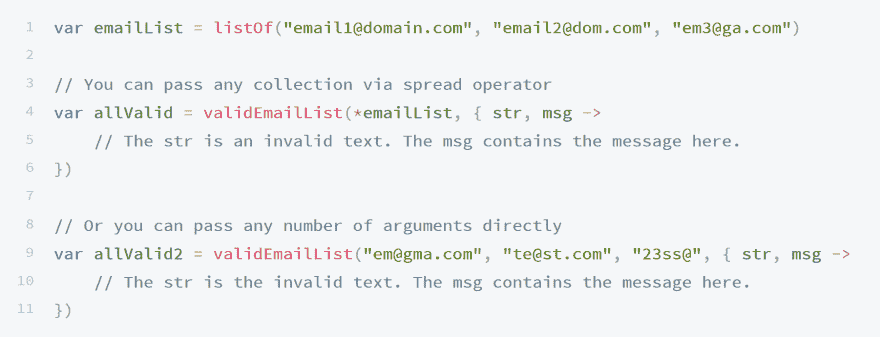 1 var emailList = listOf("email1@domain.com", "email2@dom.com", "em3@ga.com")
2
3 // You can pass any collection via spread operator
4 var allValid = validEmailList(*emailList, { str, msg ->
5     // The str is an invalid text. The msg contains the message here.
6 })
7
8 // Or you can pass any number of arguments directly
9 var allValid2 = validEmailList("em@gma.com", "te@st.com", "23ss@", { str, msg ->
10     // The str is the invalid text. The msg contains the message here.
11 })